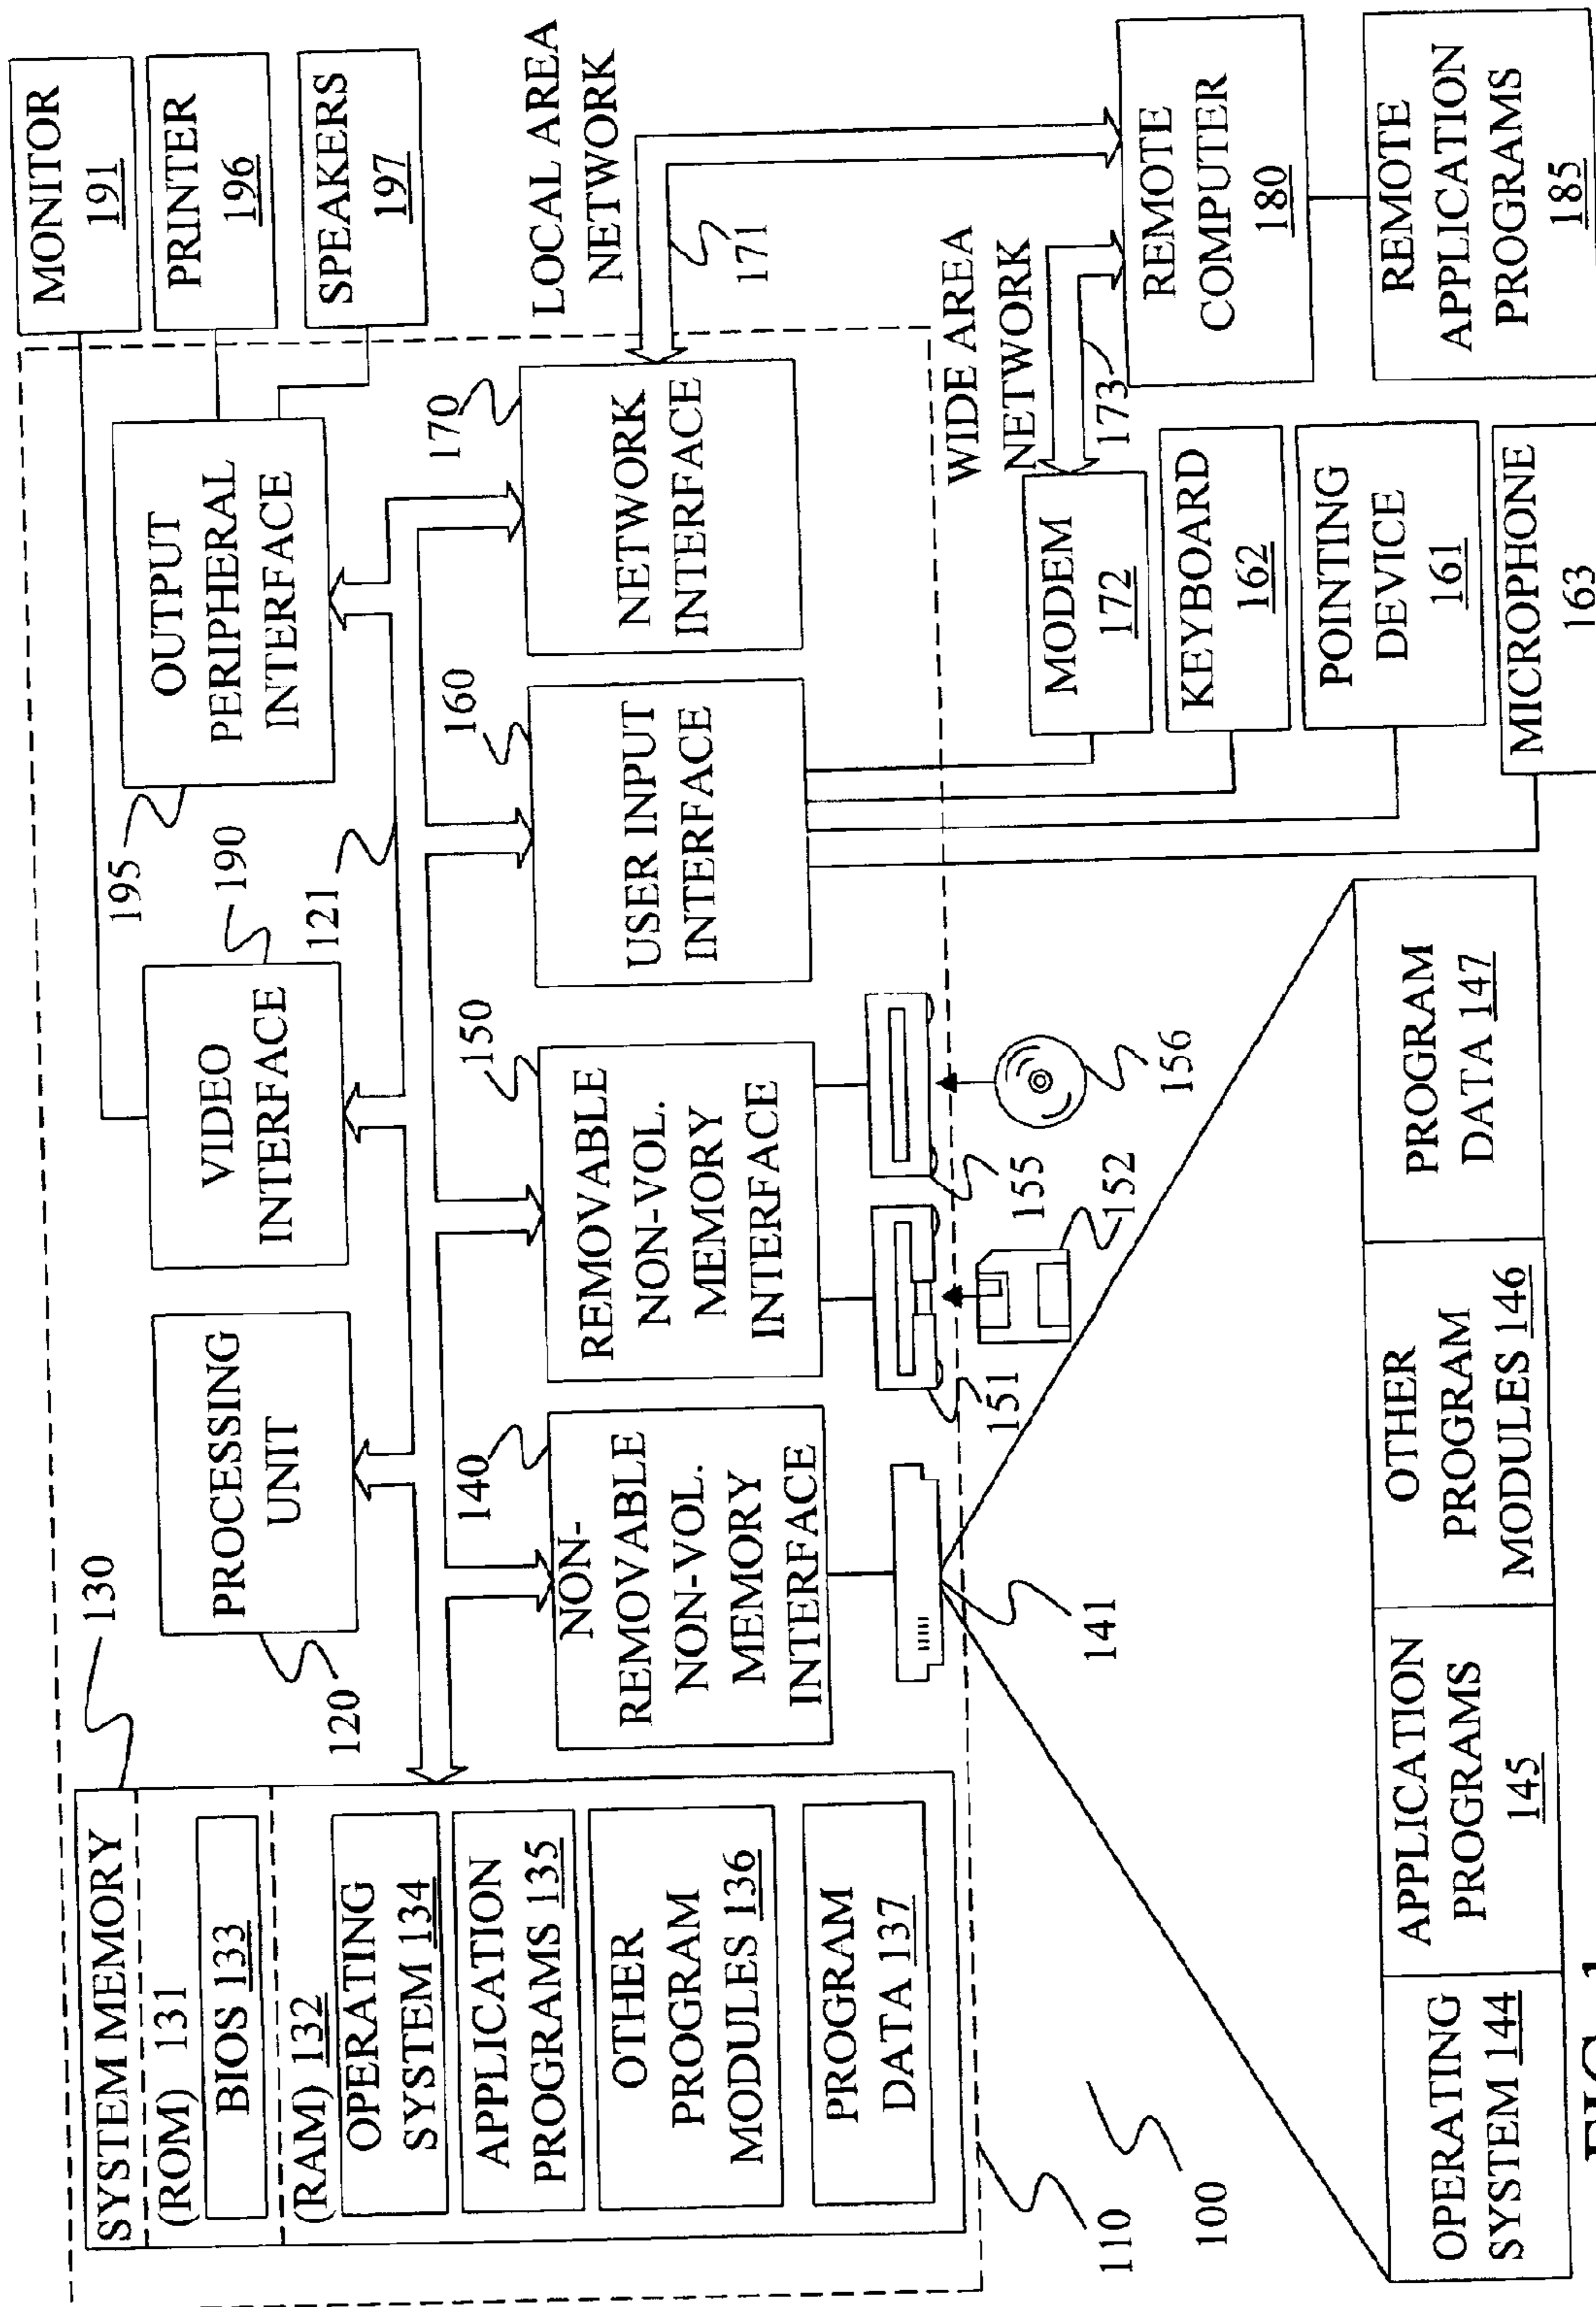 SYSTEM MEMORY
(ROM) 131
BIOS 133
(RAM) 132
OPERATING
SYSTEM 134
APPLICATION
PROGRAMS 135
OTHER
PROGRAM
MODULES 136
PROGRAM
DATA 137
130
PROCESSING
UNIT
120
VIDEO
INTERFACE
190
OUTPUT
PERIPHERAL
INTERFACE
195
121
MONITOR
191
PRINTER
196
SPEAKERS
197
NON-
REMOVABLE
NON-VOL.
MEMORY
INTERFACE
140
REMOVABLE
NON-VOL.
MEMORY
INTERFACE
150
USER INPUT
INTERFACE
160
NETWORK
INTERFACE
170
LOCAL AREA
NETWORK
171
141
151
152
155
156
WIDE AREA
NETWORK
173
MODEM
172
KEYBOARD
162
POINTING
DEVICE
161
MICROPHONE
163
REMOTE
COMPUTER
180
REMOTE
APPLICATION
PROGRAMS
185
110
100
OPERATING
SYSTEM 144
APPLICATION
PROGRAMS
145
OTHER
PROGRAM
MODULES 146
PROGRAM
DATA 147
FIG. 1